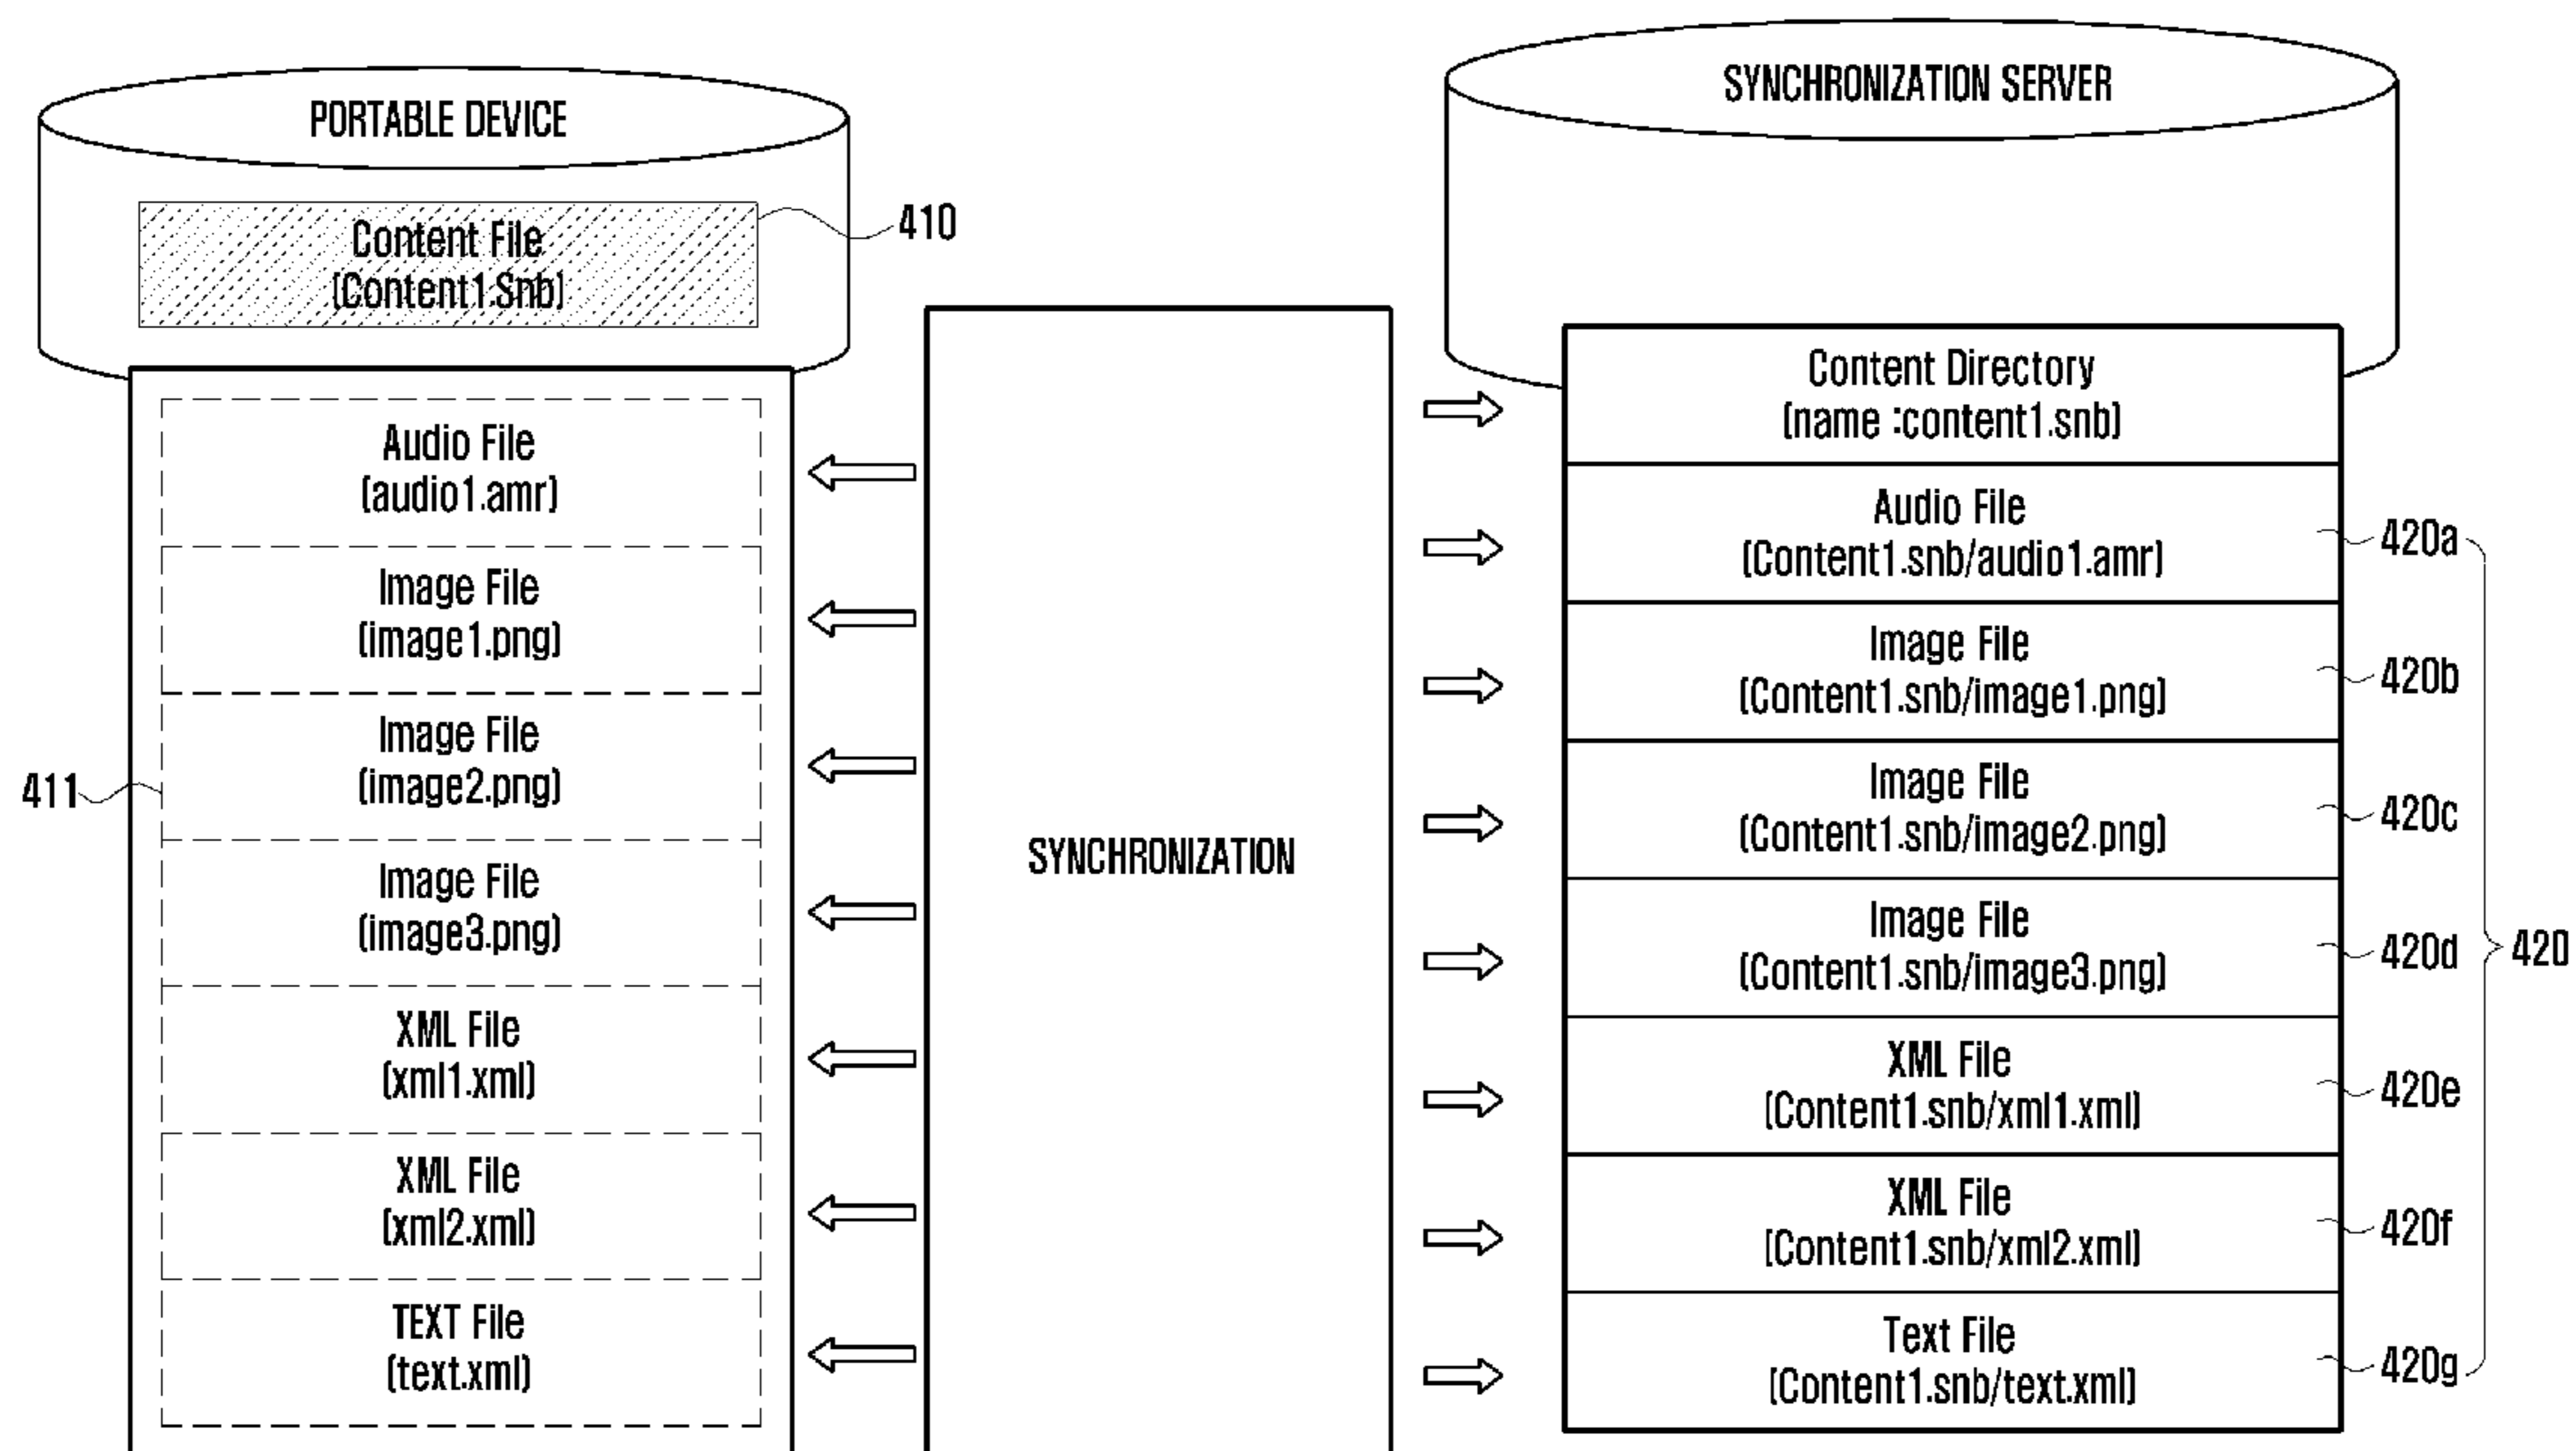 PORTABLE DEVICE
Content File
(Content1.Snb)
410
Audio File
(audio1.amr)
Image File
(image1.png)
Image File
(image2.png)
411
Image File
(image3.png)
XML File
(xml1.xml)
XML File
(xml2.xml)
TEXT File
(text.xml)
SYNCHRONIZATION
SYNCHRONIZATION SERVER
Content Directory
(name :content1.snb)
Audio File
(Content1.snb/audio1.amr)
420a
Image File
(Content1.snb/image1.png)
420b
Image File
(Content1.snb/image2.png)
420c
Image File
(Content1.snb/image3.png)
420d
420
XML File
(Content1.snb/xml1.xml)
420e
XML File
(Content1.snb/xml2.xml)
420f
Text File
(Content1.snb/text.xml)
420g